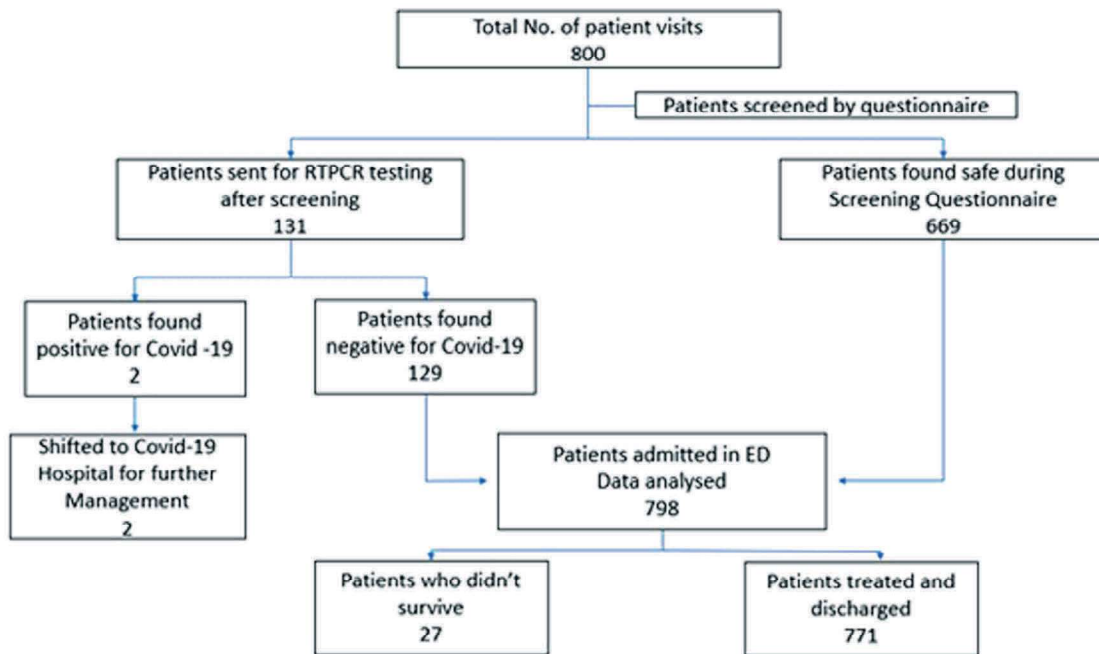 Total No. of patient visits
800
Patients screened by questionnaire
Patients sent for RTPCR testing
after screening
131
Patients found safe during
Screening Questionnaire
669
Patients found
positive for Covid -19
2
Patients found
negative for Covid-19
129
Shifted to Covid-19
Hospital for further
Management
2
Patients admitted in ED
Data analysed
798
Patients who didn't
survive
27
Patients treated and
discharged
771